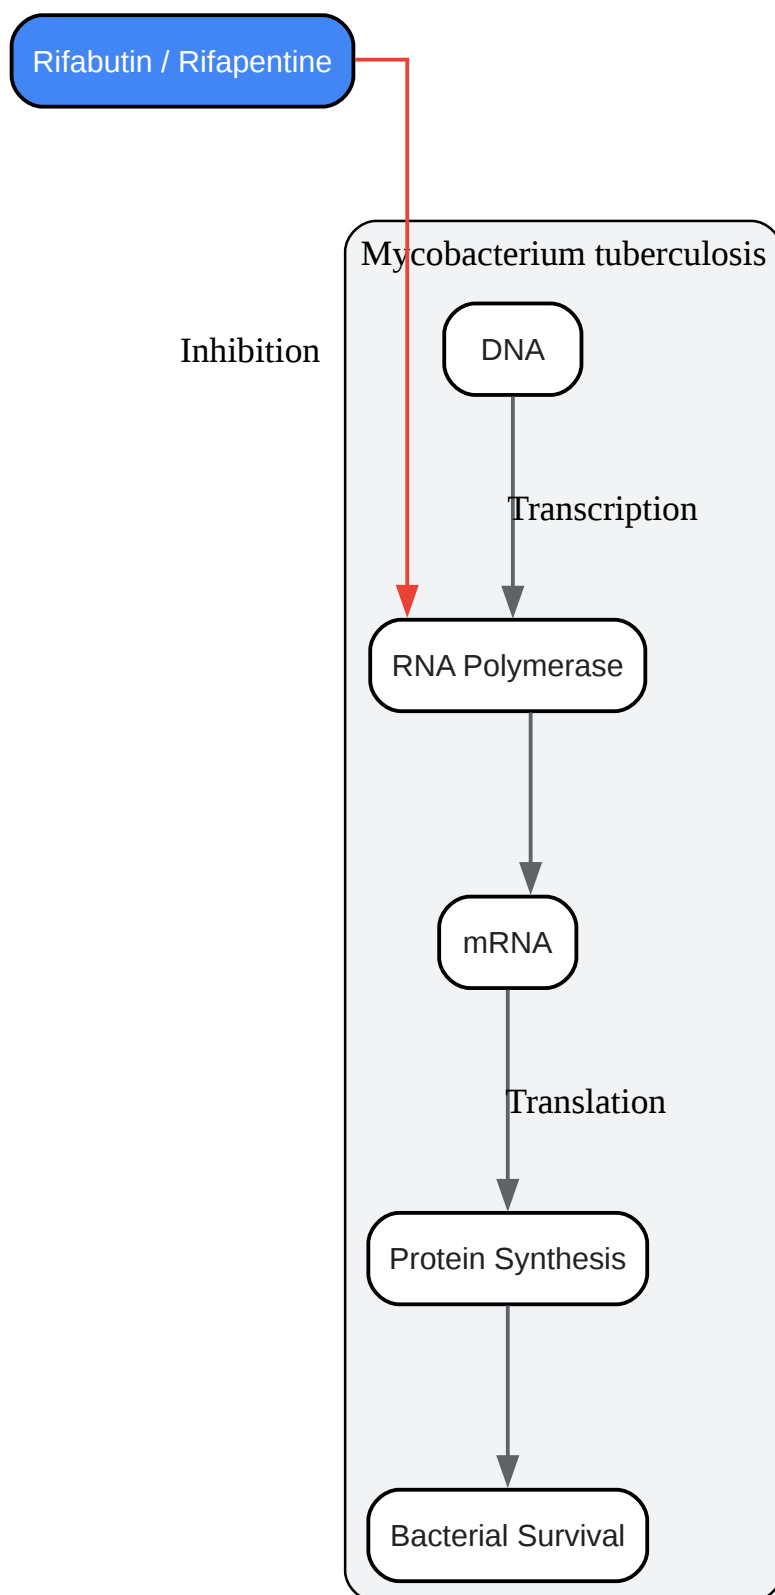 Rifabutin / Rifapentine
Mycobacterium tuberculosis
Inhibition
DNA
Transcription
RNA Polymerase
mRNA
Translation
Protein Synthesis
Bacterial Survival